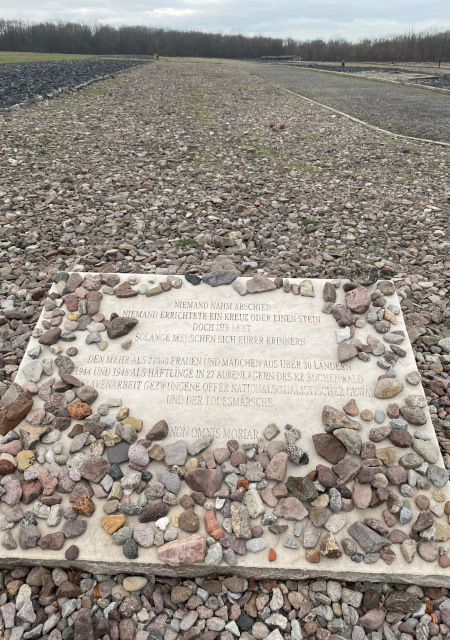 NIEMAND NAHM ABSCHIED
NIEMAND ERRICHTETE EIN KREUZ ODER EINEN STEIN
DOCH IHR LEBT
SOLANGE MENSCHEN SICH EURER ERINNERN
DEN MEHR ALS 27000 FRAUEN UND MÄDCHEN AUS ÜBER 30 LÄNDERN
1944 UND 1945 ALS HÄFTLINGE IN 27 AUßENLAGERN DES KZ BUCHENWALD
LAVENARBEIT GEZWUNGENE OPFER NATIONALSOZIALISTISCHER GEWAL
UND DER TODESMÄRSCHE
NON OMNIS MORIAR